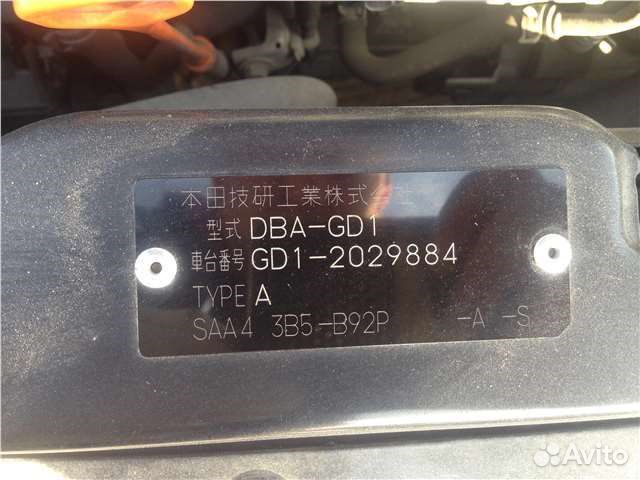 本田技研工業株式会社
型式 DBA-GD1
車台番号 GD1-2029884
TYPE A
SAA4 3B5-B92P -A -S
Avito